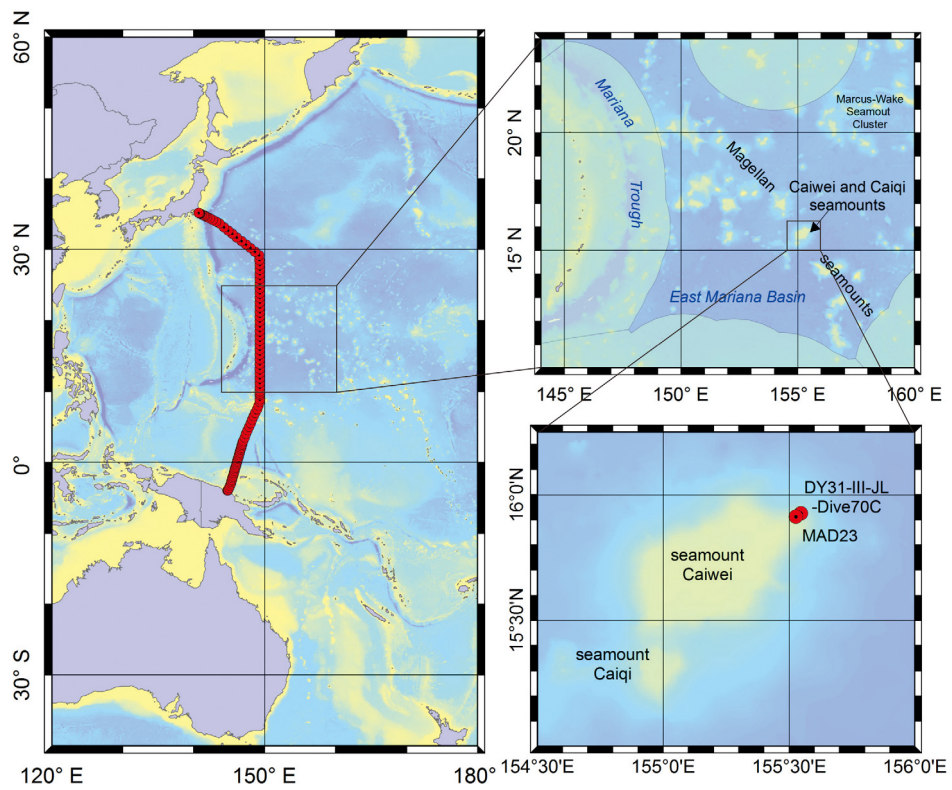 60° N
30° N
0°
30° S
120° E
150° E
180°
Mariana
Trough
Marcus-Wake
Seamout
Cluster
Magellan
Caiwei and Caiqi
seamounts
seamounts
East Mariana Basin
20° N
15° N
145° E
150° E
155° E
160° E
DY31-III-JL
-Dive70C
MAD23
seamount
Caiwei
seamount
Caiqi
16°0'N
15°30'N
154°30'E
155°0'E
155°30'E
156°0'E